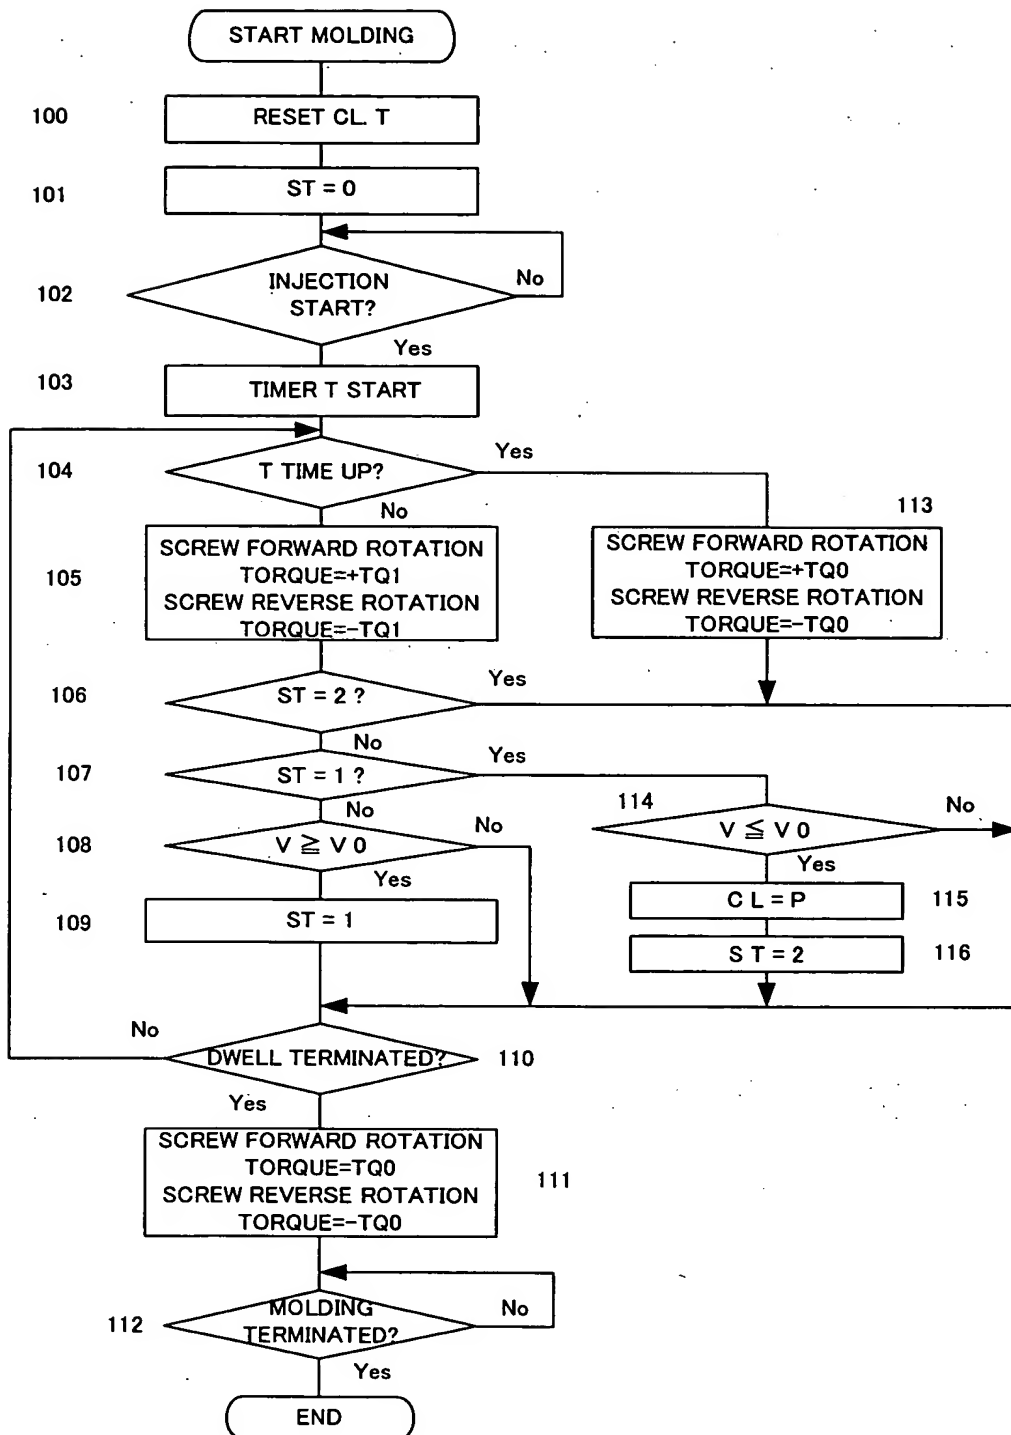 START MOLDING
100
RESET CL. T
101
ST = 0
102
INJECTION
START?
No
Yes
103
TIMER T START
104
T TIME UP?
Yes
No
113
105
SCREW FORWARD ROTATION
TORQUE=+TQ1
SCREW REVERSE ROTATION
TORQUE=-TQ1
SCREW FORWARD ROTATION
TORQUE=+TQ0
SCREW REVERSE ROTATION
TORQUE=-TQ0
106
ST = 2 ?
Yes
No
107
ST = 1 ?
Yes
No
114
V ≦ V 0
No
Yes
108
V ≧ V 0
No
Yes
C L = P
115
109
ST = 1
S T = 2
116
No
DWELL TERMINATED?
110
Yes
SCREW FORWARD ROTATION
TORQUE=TQ0
SCREW REVERSE ROTATION
TORQUE=-TQ0
111
112
MOLDING
TERMINATED?
No
Yes
END